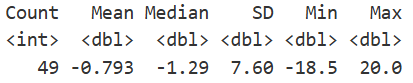 Count Mean Median SD Min Max
<int> <dbl> <dbl> <dbl> <dbl> <dbl>
49 -0.793 -1.29 7.60 -18.5 20.0